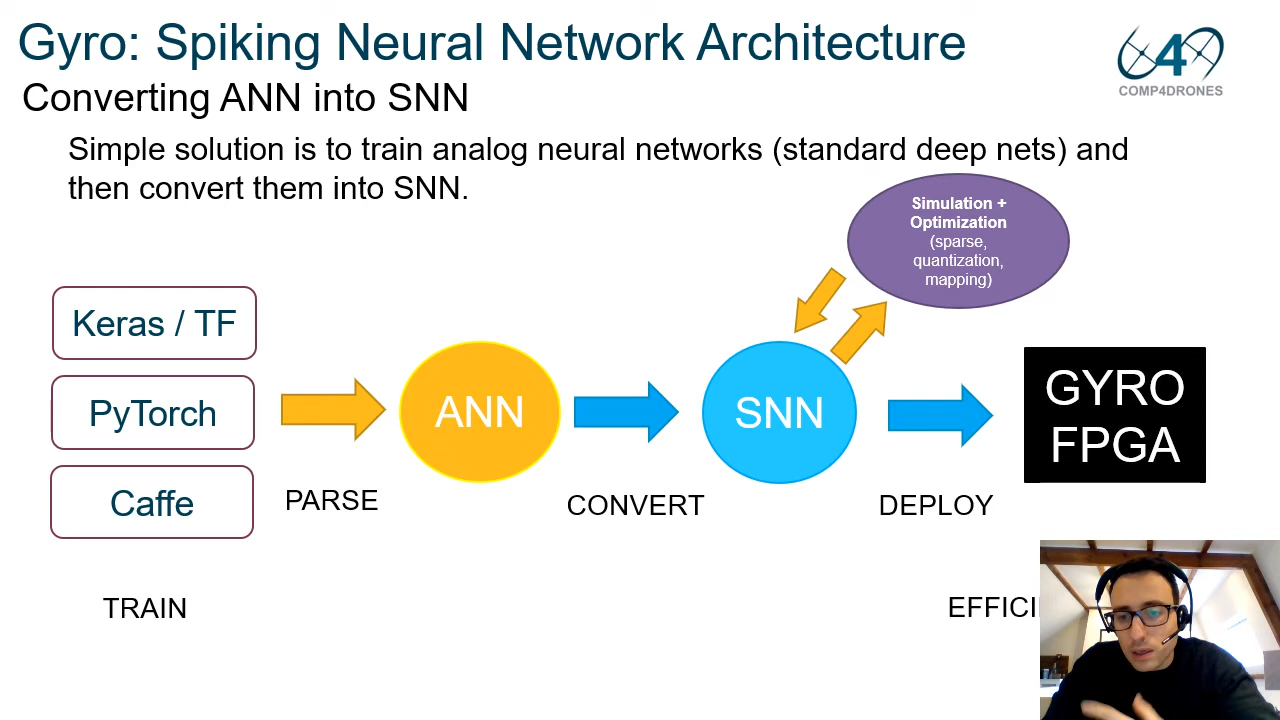 Gyro: Spiking Neural Network Architecture
Converting ANN into SNN
4
COMP4DRONES
Simple solution is to train analog neural networks (standard deep nets) and
then convert them into SNN.
Simulation +
Optimization
(sparse,
quantization,
mapping)
Keras / TF
PyTorch
Caffe
PARSE
ANN
CONVERT
SNN
DEPLOY
GYRO
FPGA
TRAIN